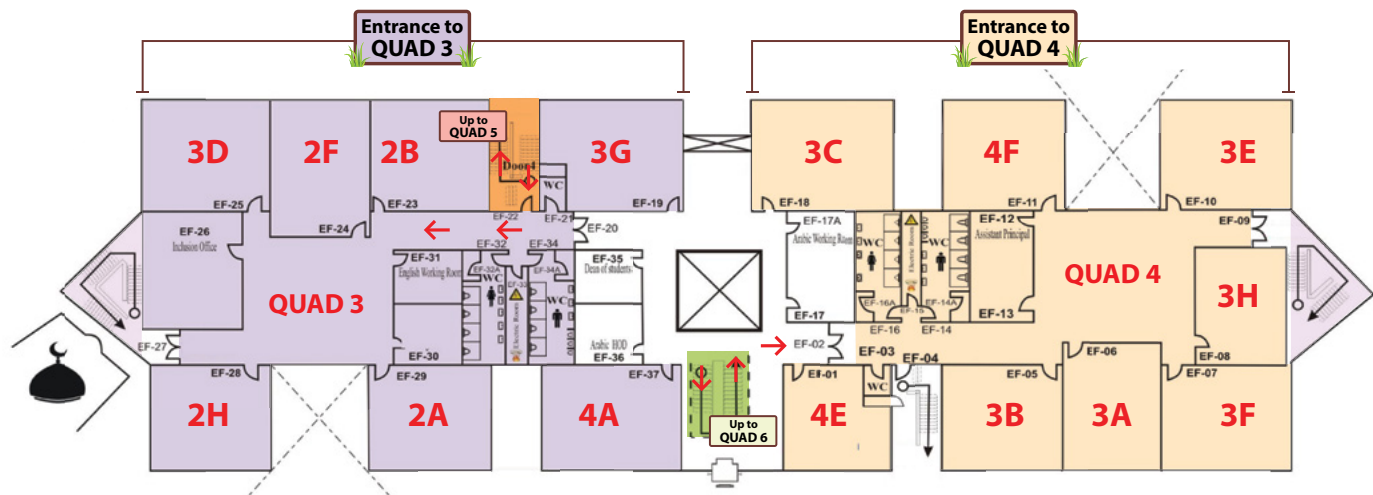 Entrance to
QUAD 3
Entrance to
QUAD 4
3D
2F
2B
Up to
QUAD 5
Door4
WC
3G
3C
4F
3E
EF-25
EF-24
EF-23
EF-22
EF-21
EF-19
EF-20
EF-18
EF-11
EF-10
EF-09
EF-26
Inclusion Office
EF-31
English Working Room
EF-32
EF-32A
WC
EF-33
Electric Room
EF-34
EF-34A
WC
EF-35
Dean of students
EF-17A
Arabic Working Room
WC
Electric Room
WC
EF-12
Assistant Principal
QUAD 3
QUAD 4
3H
EF-16A
EF-15
EF-14A
EF-13
EF-17
EF-16
EF-14
EF-27
EF-30
Arabic HOD
EF-36
EF-02
EF-03
EF-04
EF-06
EF-08
EF-28
EF-29
EF-37
EF-01
WC
EF-05
EF-07
2H
2A
4A
Up to
QUAD 6
4E
3B
3A
3F